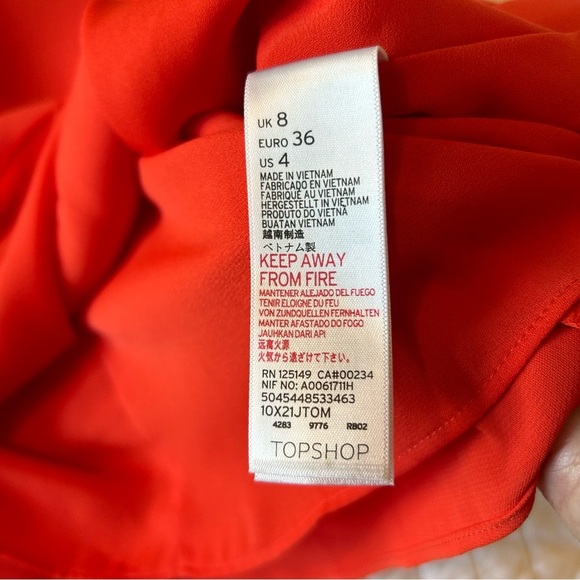 UK 8
EURO 36
US 4
MADE IN VIETNAM
FABRICADO EN VIETNAM
FABRIQUÉ AU VIETNAM
HERGESTELLT IN VIETNAM
PRODUTO DO VIETNÃ
BUATAN VIETNAM
越南制造
ベトナム製
KEEP AWAY
FROM FIRE
MANTENER ALEJADO DEL FUEGO
TENIR ÉLOIGNÉ DU FEU
VON ZUNDQUELLEN FERNHALTEN
MANTER AFASTADO DO FOGO
JAUHKAN DARI API
远离火源
火気から遠ざけて下さい。
RN 125149 CA#00234
NIF NO: A0061711H
5045448533463
10X21JTOM
4283 9776 RB02
TOPSHOP